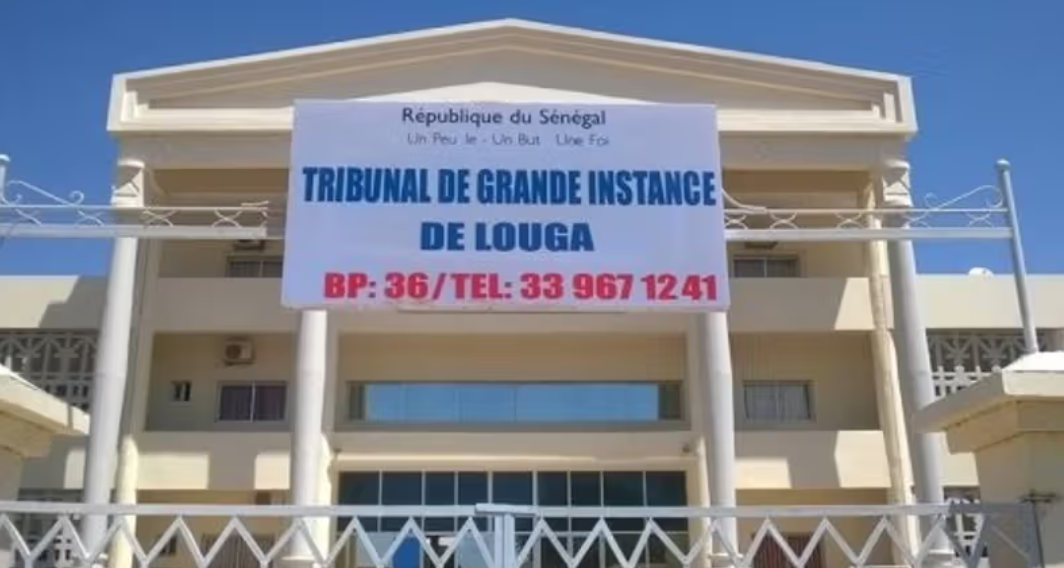 République du Sénégal
Un Peu le - Un But Une Foi
TRIBUNAL DE GRANDE INSTANCE
DE LOUGA
BP: 36/TEL: 33 967 12 41